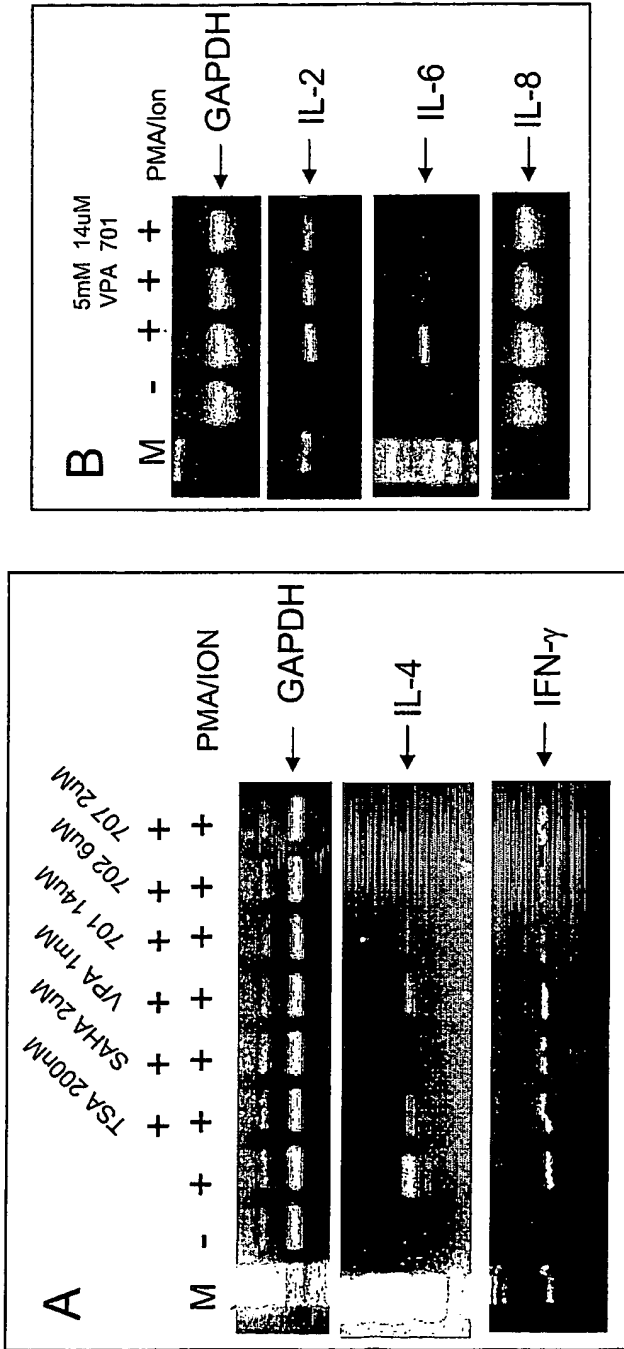 A
TSA 200nM
SAHA 2uM
VPA 1mM
701 14uM
702 6uM
707 2uM
+ + + + + +
M - + + + + + + + PMA/ION
GAPDH
IL-4
IFN-γ
B
5mM 14uM
VPA 701
M - + + + PMA/Ion
GAPDH
IL-2
IL-6
IL-8